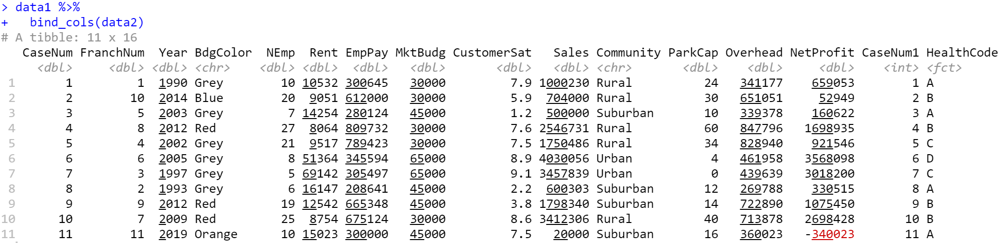 > data1 %>%
+   bind_cols(data2)
# A tibble: 11 x 16
   CaseNum FranchNum  Year BdgColor  NEmp  Rent EmpPay MktBudg CustomerSat   Sales Community ParkCap Overhead NetProfit CaseNum1 HealthCode
     <dbl>     <dbl> <dbl> <chr>    <dbl> <dbl>  <dbl>   <dbl>       <dbl>   <dbl> <chr>       <dbl>    <dbl>     <dbl>    <int> <fct>
 1       1         1  1990 Grey        10 10532 300645   30000         7.9 1000230 Rural          24   341177    659053        1 A
 2       2        10  2014 Blue        20  9051 612000   30000         5.9  704000 Rural          30   651051     52949        2 B
 3       3         5  2003 Grey         7 14254 280124   45000         1.2  500000 Suburban       10   339378    160622        3 A
 4       4         8  2012 Red         27  8064 809732   30000         7.6 2546731 Rural          60   847796   1698935        4 B
 5       5         4  2002 Grey        21  9517 789423   30000         7.5 1750486 Rural          34   828940    921546        5 C
 6       6         6  2005 Grey         8 51364 345594   65000         8.9 4030056 Urban           4   461958   3568098        6 D
 7       7         3  1997 Grey         5 69142 305497   65000         9.1 3457839 Urban           0   439639   3018200        7 C
 8       8         2  1993 Grey         6 16147 208641   45000         2.2  600303 Suburban       12   269788    330515        8 A
 9       9         9  2012 Red         19 12542 665348   45000         3.8 1798340 Suburban       14   722890   1075450        9 B
10      10         7  2009 Red         25  8754 675124   30000         8.6 3412306 Rural          40   713878   2698428       10 B
11      11        11  2019 Orange      10 15023 300000   45000         7.5   20000 Suburban       16   360023   -340023       11 A